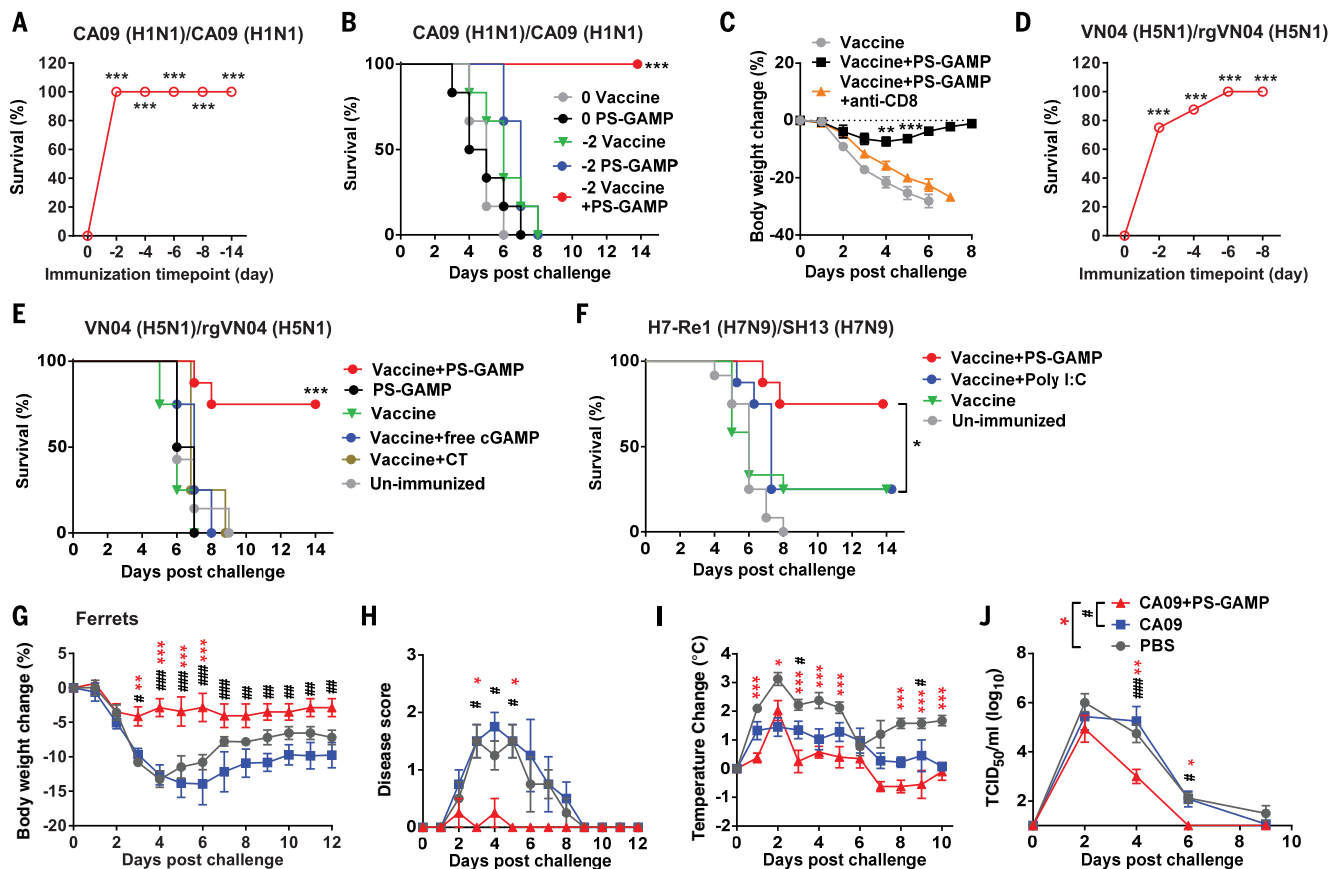 A
CA09 (H1N1)/CA09 (H1N1)
Survival (%)
120
100
80
60
40
20
0
*** *** ***
*** ***
0 -2 -4 -6 -8 -14
Immunization timepoint (day)
B
CA09 (H1N1)/CA09 (H1N1)
Survival (%)
100
50
0
***
0 Vaccine
0 PS-GAMP
-2 Vaccine
-2 PS-GAMP
-2 Vaccine
+PS-GAMP
0 2 4 6 8 10 12 14
Days post challenge
C
Vaccine
Vaccine+PS-GAMP
Vaccine+PS-GAMP
+anti-CD8
Body weight change (%)
20
0
-20
-40
** ***
0 2 4 6 8
Days post challenge
D
VN04 (H5N1)/rgVN04 (H5N1)
Survival (%)
120
100
80
60
40
20
0
*** *** *** ***
0 -2 -4 -6 -8
Immunization timepoint (day)
E
VN04 (H5N1)/rgVN04 (H5N1)
Survival (%)
100
50
0
***
Vaccine+PS-GAMP
PS-GAMP
Vaccine
Vaccine+free cGAMP
Vaccine+CT
Un-immunized
0 2 4 6 8 10 12 14
Days post challenge
F
H7-Re1 (H7N9)/SH13 (H7N9)
Survival (%)
100
50
0
*
Vaccine+PS-GAMP
Vaccine+Poly I:C
Vaccine
Un-immunized
0 2 4 6 8 10 12 14
Days post challenge
G
Ferrets
Body weight change (%)
5
0
-5
-10
-15
-20
** *** *** ***
# ### ### ###
0 2 4 6 8 10 12
Days post challenge
H
Disease score
3
2
1
0
* *
# # #
0 2 4 6 8 10 12
Days post challenge
I
Temperature Change (°C)
4
3
2
1
0
-1
-2
*** * *** # *** *** *** *** # ***
0 2 4 6 8 10
Days post challenge
J
* #
CA09+PS-GAMP
CA09
PBS
TCID50/ml (log10)
8
6
4
2
### **
# *
0 2 4 6 8 10
Days post challenge